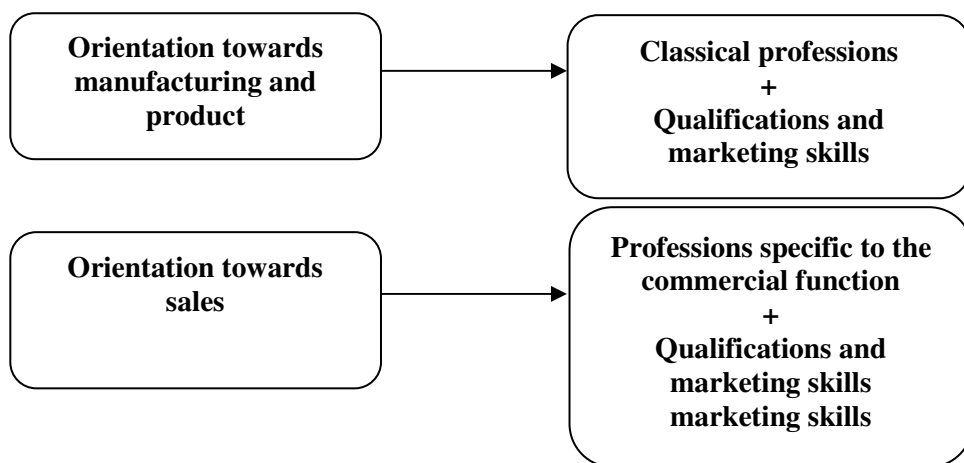 Orientation towards
manufacturing and
product
Classical professions
+
Qualifications and
marketing skills
Orientation towards
sales
Professions specific to the
commercial function
+
Qualifications and
marketing skills
marketing skills